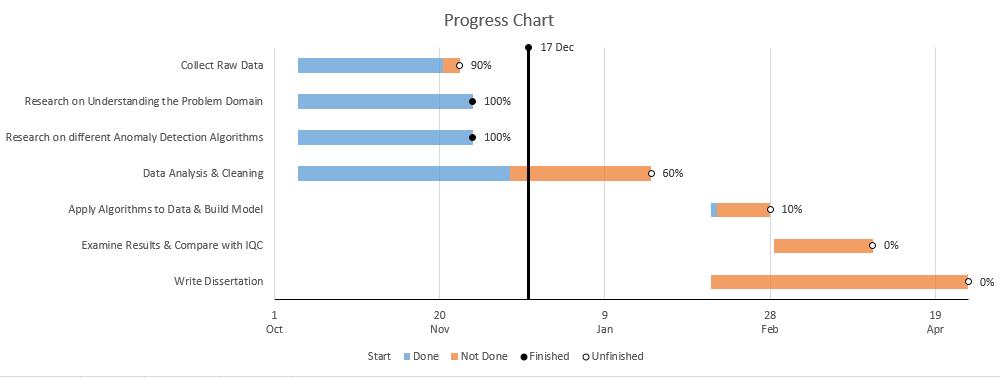 Progress Chart
17 Dec
Collect Raw Data 90%
Research on Understanding the Problem Domain 100%
Research on different Anomaly Detection Algorithms 100%
Data Analysis & Cleaning 60%
Apply Algorithms to Data & Build Model 10%
Examine Results & Compare with IQC 0%
Write Dissertation 0%
1 20 9 28 19
Oct Nov Jan Feb Apr
Start Done Not Done Finished Unfinished